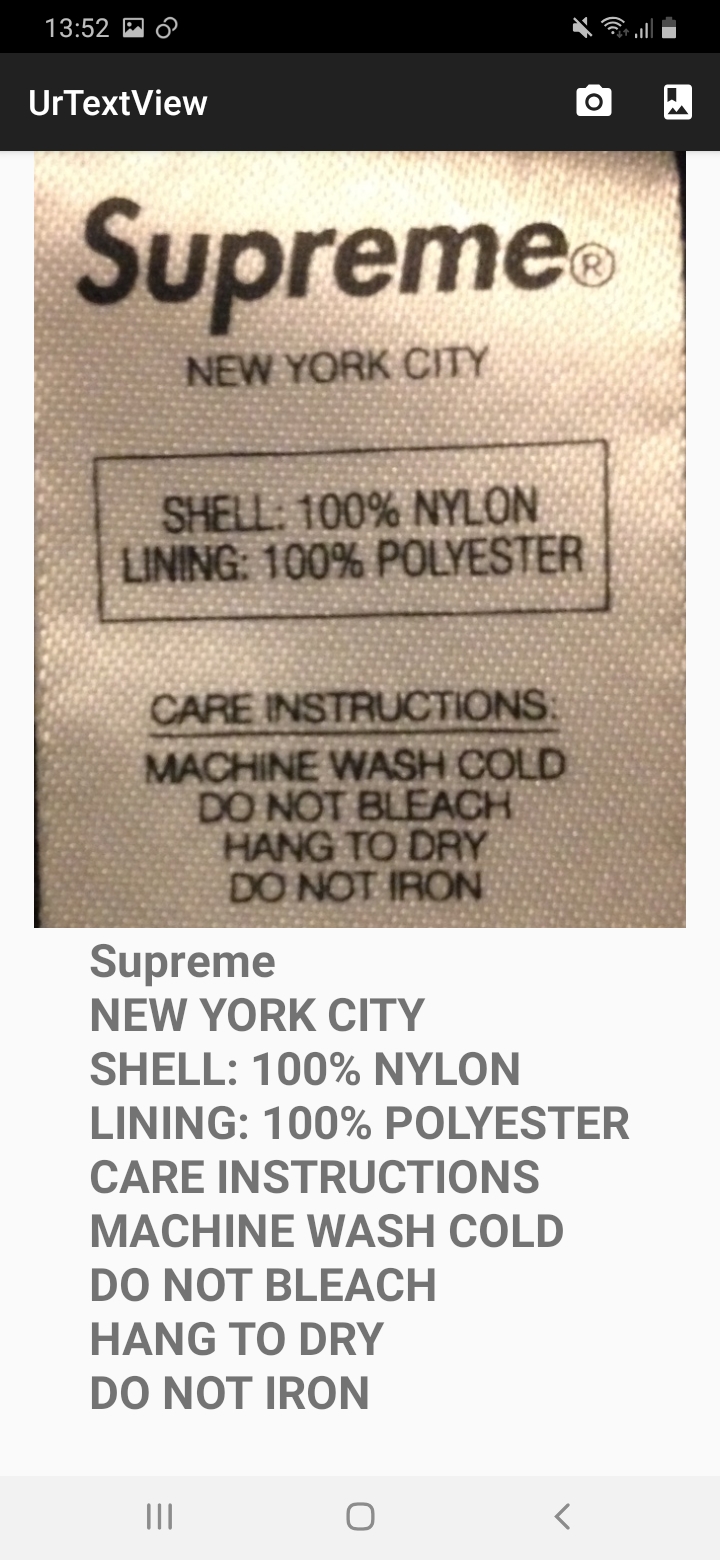 13:52
UrTextView
Supreme®
NEW YORK CITY
SHELL: 100% NYLON
LINING: 100% POLYESTER
CARE INSTRUCTIONS:
MACHINE WASH COLD
DO NOT BLEACH
HANG TO DRY
DO NOT IRON
Supreme
NEW YORK CITY
SHELL: 100% NYLON
LINING: 100% POLYESTER
CARE INSTRUCTIONS
MACHINE WASH COLD
DO NOT BLEACH
HANG TO DRY
DO NOT IRON